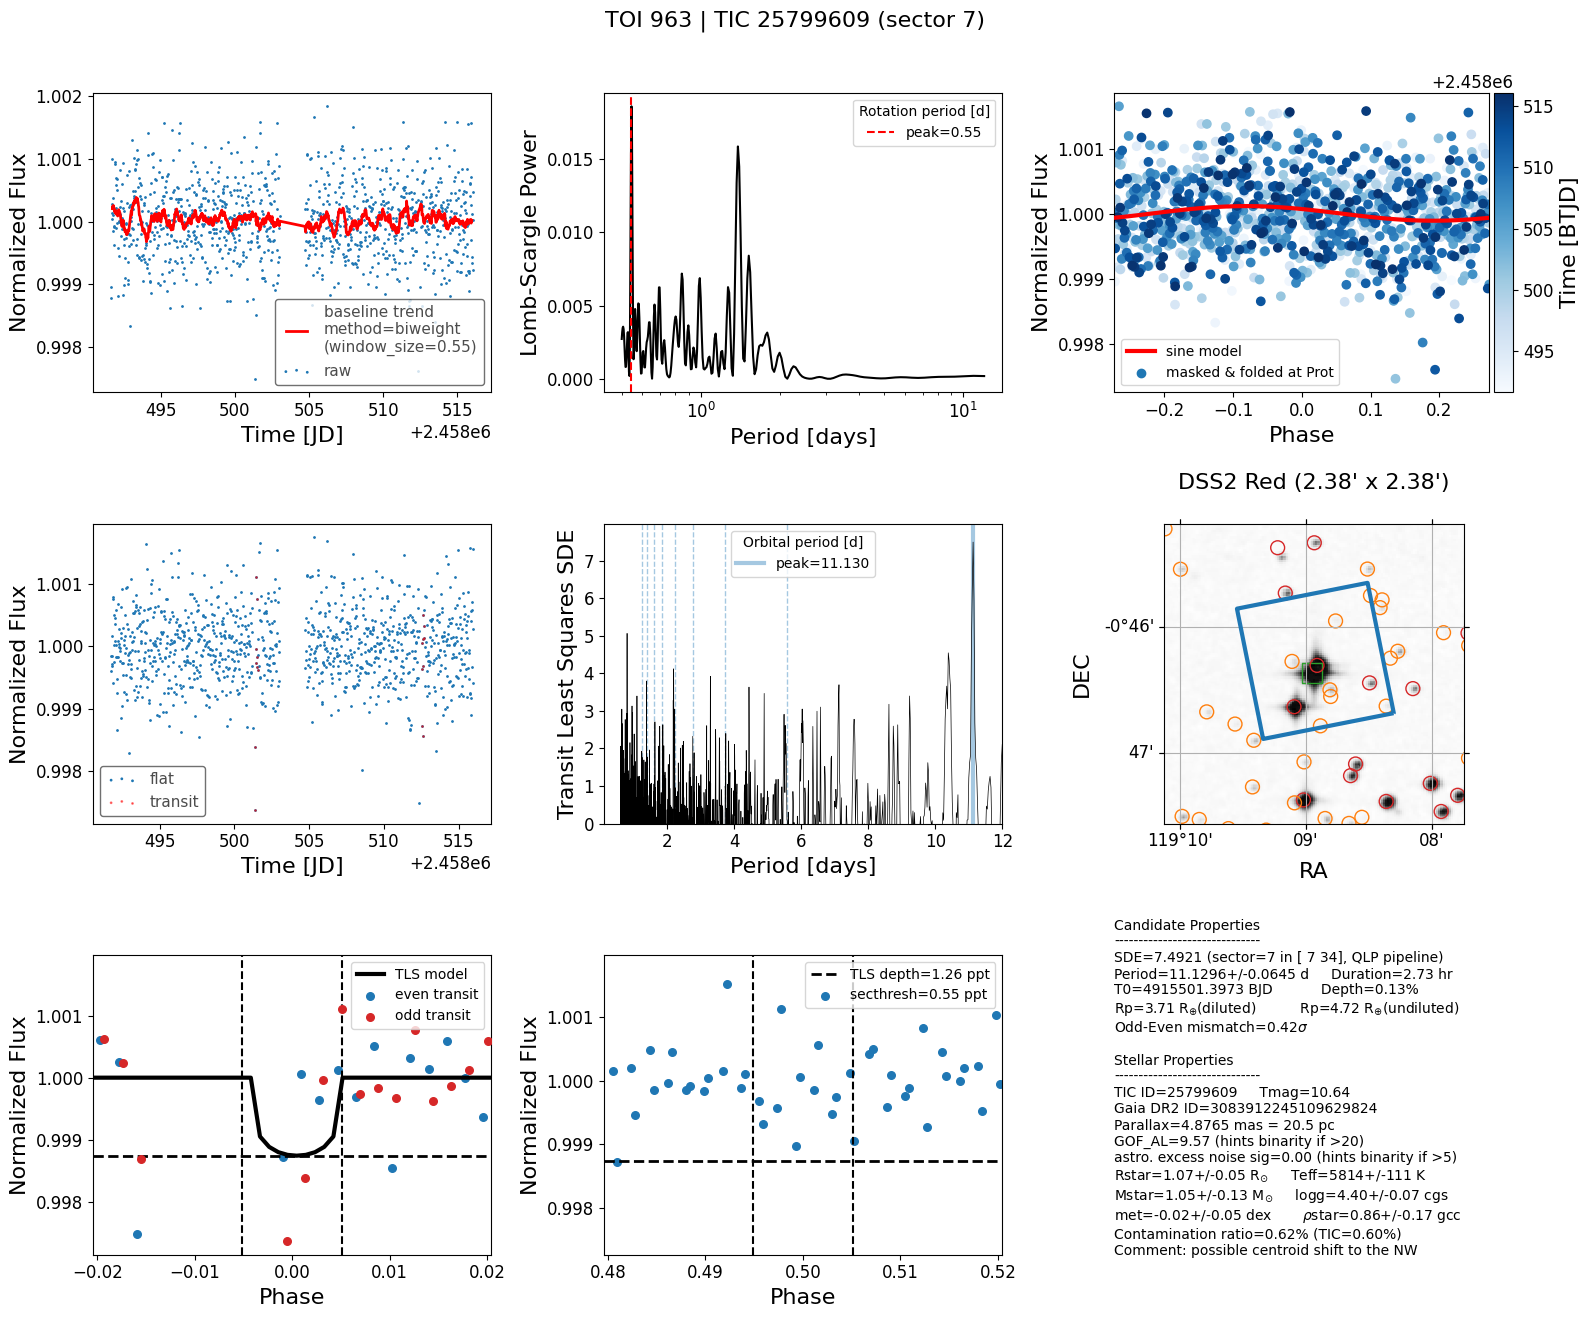 TOI 963 | TIC 25799609 (sector 7)
Normalized Flux
1.002
1.001
1.000
0.999
0.998
baseline trend
method=biweight
(window_size=0.55)
raw
495
500
505
510
515
Time [JD]
+2.458e6
Lomb-Scargle Power
0.015
0.010
0.005
0.000
Rotation period [d]
peak=0.55
10^0
10^1
Period [days]
Normalized Flux
1.001
1.000
0.999
0.998
sine model
masked & folded at Prot
−0.2
−0.1
0.0
0.1
0.2
Phase
+2.458e6
515
510
505
500
495
Time [BTJD]
Normalized Flux
1.001
1.000
0.999
0.998
flat
transit
495
500
505
510
515
Time [JD]
+2.458e6
Transit Least Squares SDE
7
6
5
4
3
2
1
0
Orbital period [d]
peak=11.130
2
4
6
8
10
12
Period [days]
DSS2 Red (2.38' x 2.38')
DEC
-0°46'
47'
119°10'
09'
08'
RA
Normalized Flux
1.001
1.000
0.999
0.998
TLS model
even transit
odd transit
−0.02
−0.01
0.00
0.01
0.02
Phase
Normalized Flux
1.001
1.000
0.999
0.998
TLS depth=1.26 ppt
secthresh=0.55 ppt
0.48
0.49
0.50
0.51
0.52
Phase
Candidate Properties
------------------------------
SDE=7.4921 (sector=7 in [ 7 34], QLP pipeline)
Period=11.1296+/-0.0645 d Duration=2.73 hr
T0=4915501.3973 BJD Depth=0.13%
Rp=3.71 R⊕(diluted) Rp=4.72 R⊕(undiluted)
Odd-Even mismatch=0.42σ
Stellar Properties
------------------------------
TIC ID=25799609 Tmag=10.64
Gaia DR2 ID=3083912245109629824
Parallax=4.8765 mas = 20.5 pc
GOF_AL=9.57 (hints binarity if >20)
astro. excess noise sig=0.00 (hints binarity if >5)
Rstar=1.07+/-0.05 R⊙ Teff=5814+/-111 K
Mstar=1.05+/-0.13 M⊙ logg=4.40+/-0.07 cgs
met=-0.02+/-0.05 dex ρstar=0.86+/-0.17 gcc
Contamination ratio=0.62% (TIC=0.60%)
Comment: possible centroid shift to the NW